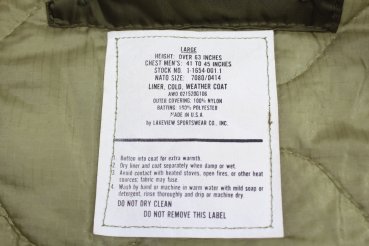 LARGE
HEIGHT: OVER 63 INCHES
CHEST MEN'S: 41 TO 45 INCHES
STOCK NO. 1-1654-001.1
NATO SIZE: 7080/0414
LINER, COLD, WEATHER COAT
AWD 021520G106
OUTER COVERING: 100% NYLON
BATTING: 100% POLYESTER
MADE IN U.S.A
by LAKEVIEW SPORTSWEAR CO., INC.
1. Button into coat for extra warmth.
2. Dry liner and coat separately when damp or wet.
3. Avoid contact with heated stoves, open fires, or other heat
sources: fabric may fuse.
4. Wash by hand or machine in warm water with mild soap or
detergent, rinse thoroughly and drip or machine dry.
DO NOT DRY CLEAN
DO NOT REMOVE THIS LABEL